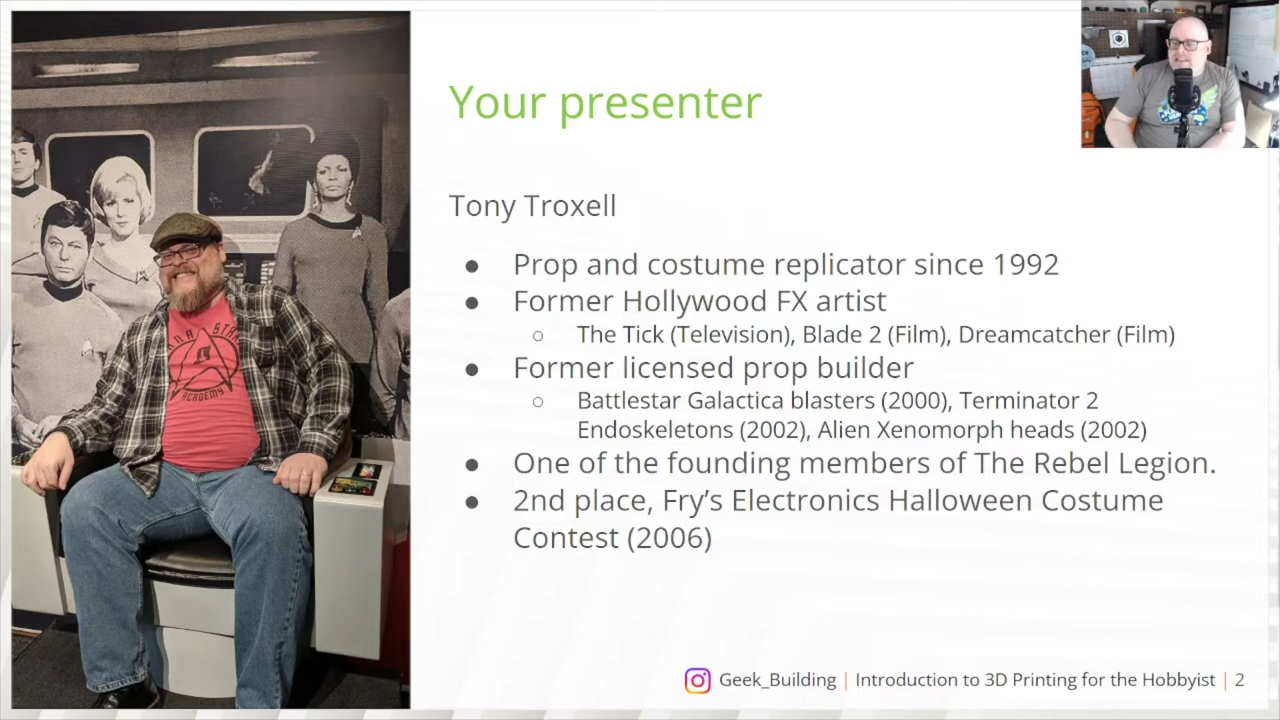 Your presenter
Tony Troxell
● Prop and costume replicator since 1992
● Former Hollywood FX artist
○ The Tick (Television), Blade 2 (Film), Dreamcatcher (Film)
● Former licensed prop builder
○ Battlestar Galactica blasters (2000), Terminator 2
Endoskeletons (2002), Alien Xenomorph heads (2002)
● One of the founding members of The Rebel Legion.
● 2nd place, Fry’s Electronics Halloween Costume
Contest (2006)
ACADEMY
Geek_Building | Introduction to 3D Printing for the Hobbyist | 2